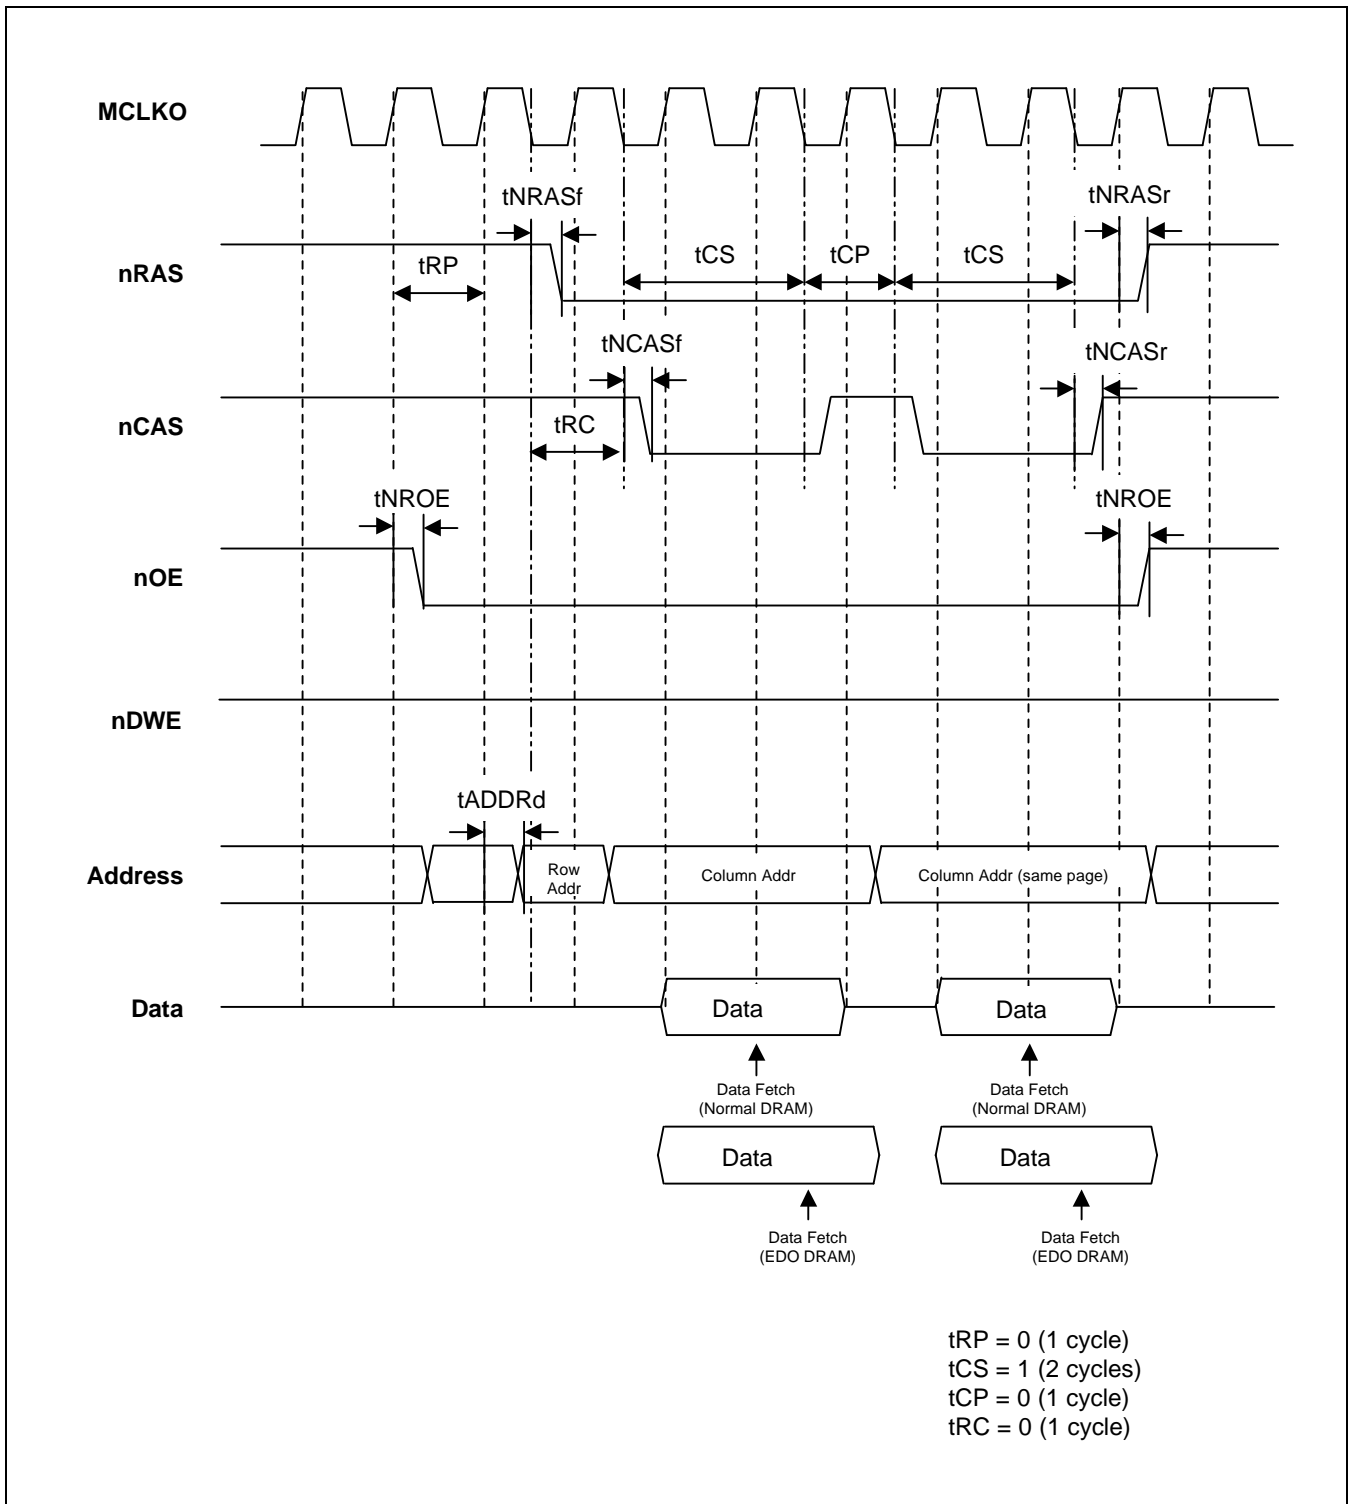 MCLKO
tNRASf
tNRASr
nRAS
tRP
tCS
tCP
tCS
tNCASf
tNCASr
nCAS
tRC
tNROE
tNROE
nOE
nDWE
tADDRd
Address
Row
Addr
Column Addr
Column Addr (same page)
Data
Data
Data
Data Fetch
(Normal DRAM)
Data Fetch
(Normal DRAM)
Data
Data
Data Fetch
(EDO DRAM)
Data Fetch
(EDO DRAM)
tRP = 0 (1 cycle)
tCS = 1 (2 cycles)
tCP = 0 (1 cycle)
tRC = 0 (1 cycle)